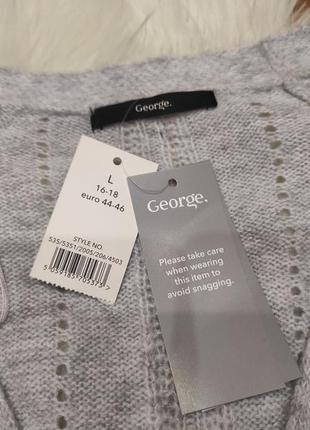 George.
L
16-18
euro 44-46
STYLE NO.
535/5351/2005/206/4503
George.
Please take care
when wearing
this item to
avoid snagging.